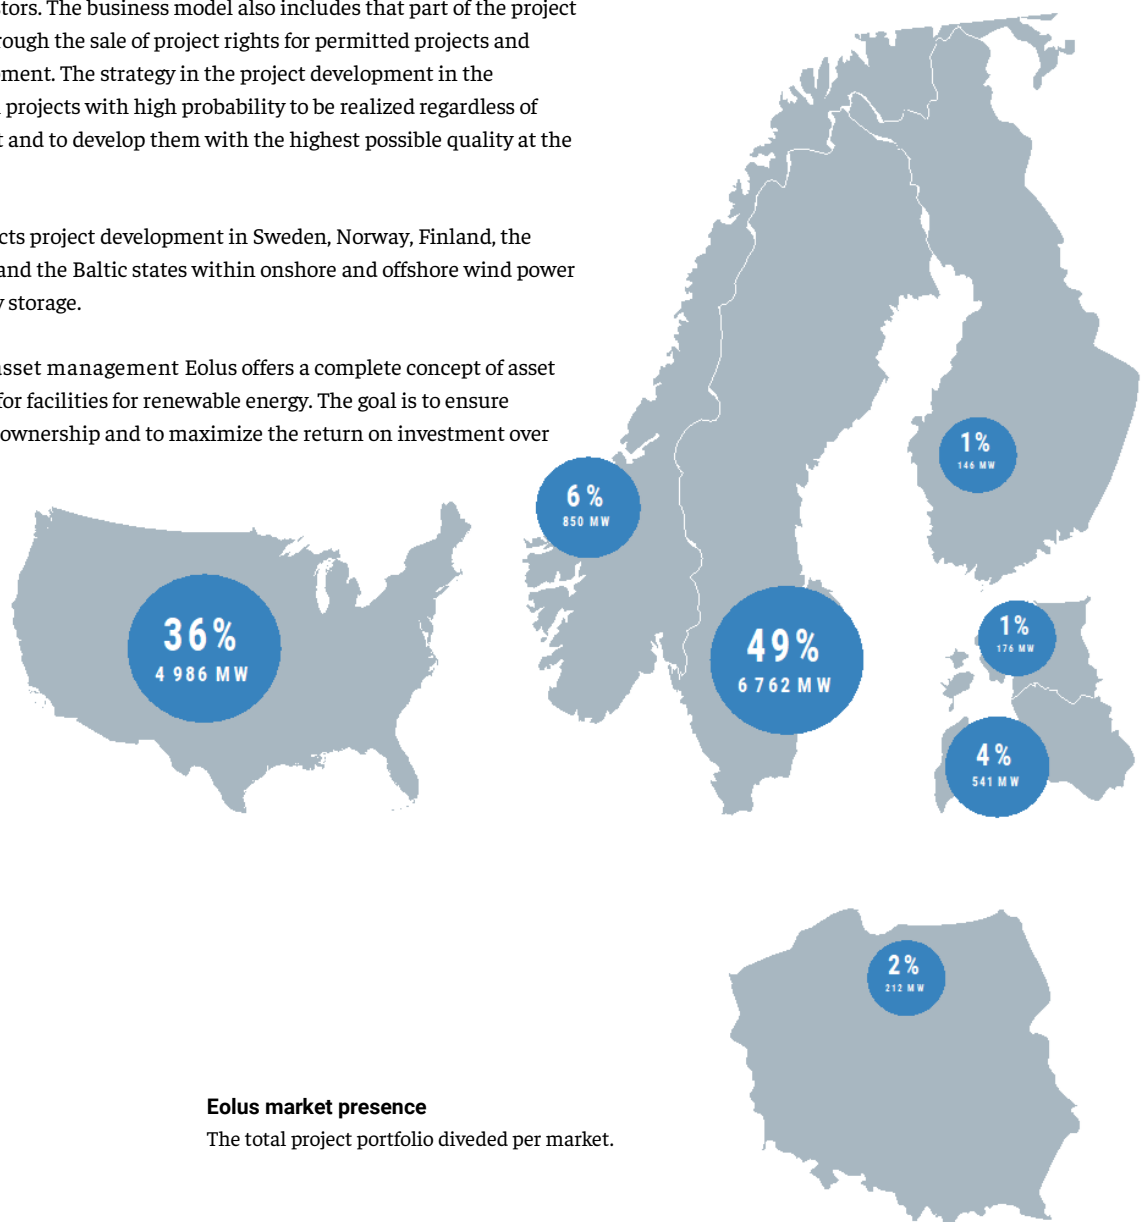 stors. The business model also includes that part of the project
rough the sale of project rights for permitted projects and
pment. The strategy in the project development in the
projects with high probability to be realized regardless of
and to develop them with the highest possible quality at the
cts project development in Sweden, Norway, Finland, the
and the Baltic states within onshore and offshore wind power
y storage.
asset management Eolus offers a complete concept of asset
for facilities for renewable energy. The goal is to ensure
ownership and to maximize the return on investment over
1%
146 MW
6%
850 MW
36%
4 986 MW
49%
6 762 MW
1%
176 MW
4%
541 MW
2%
212 MW
Eolus market presence
The total project portfolio diveded per market.